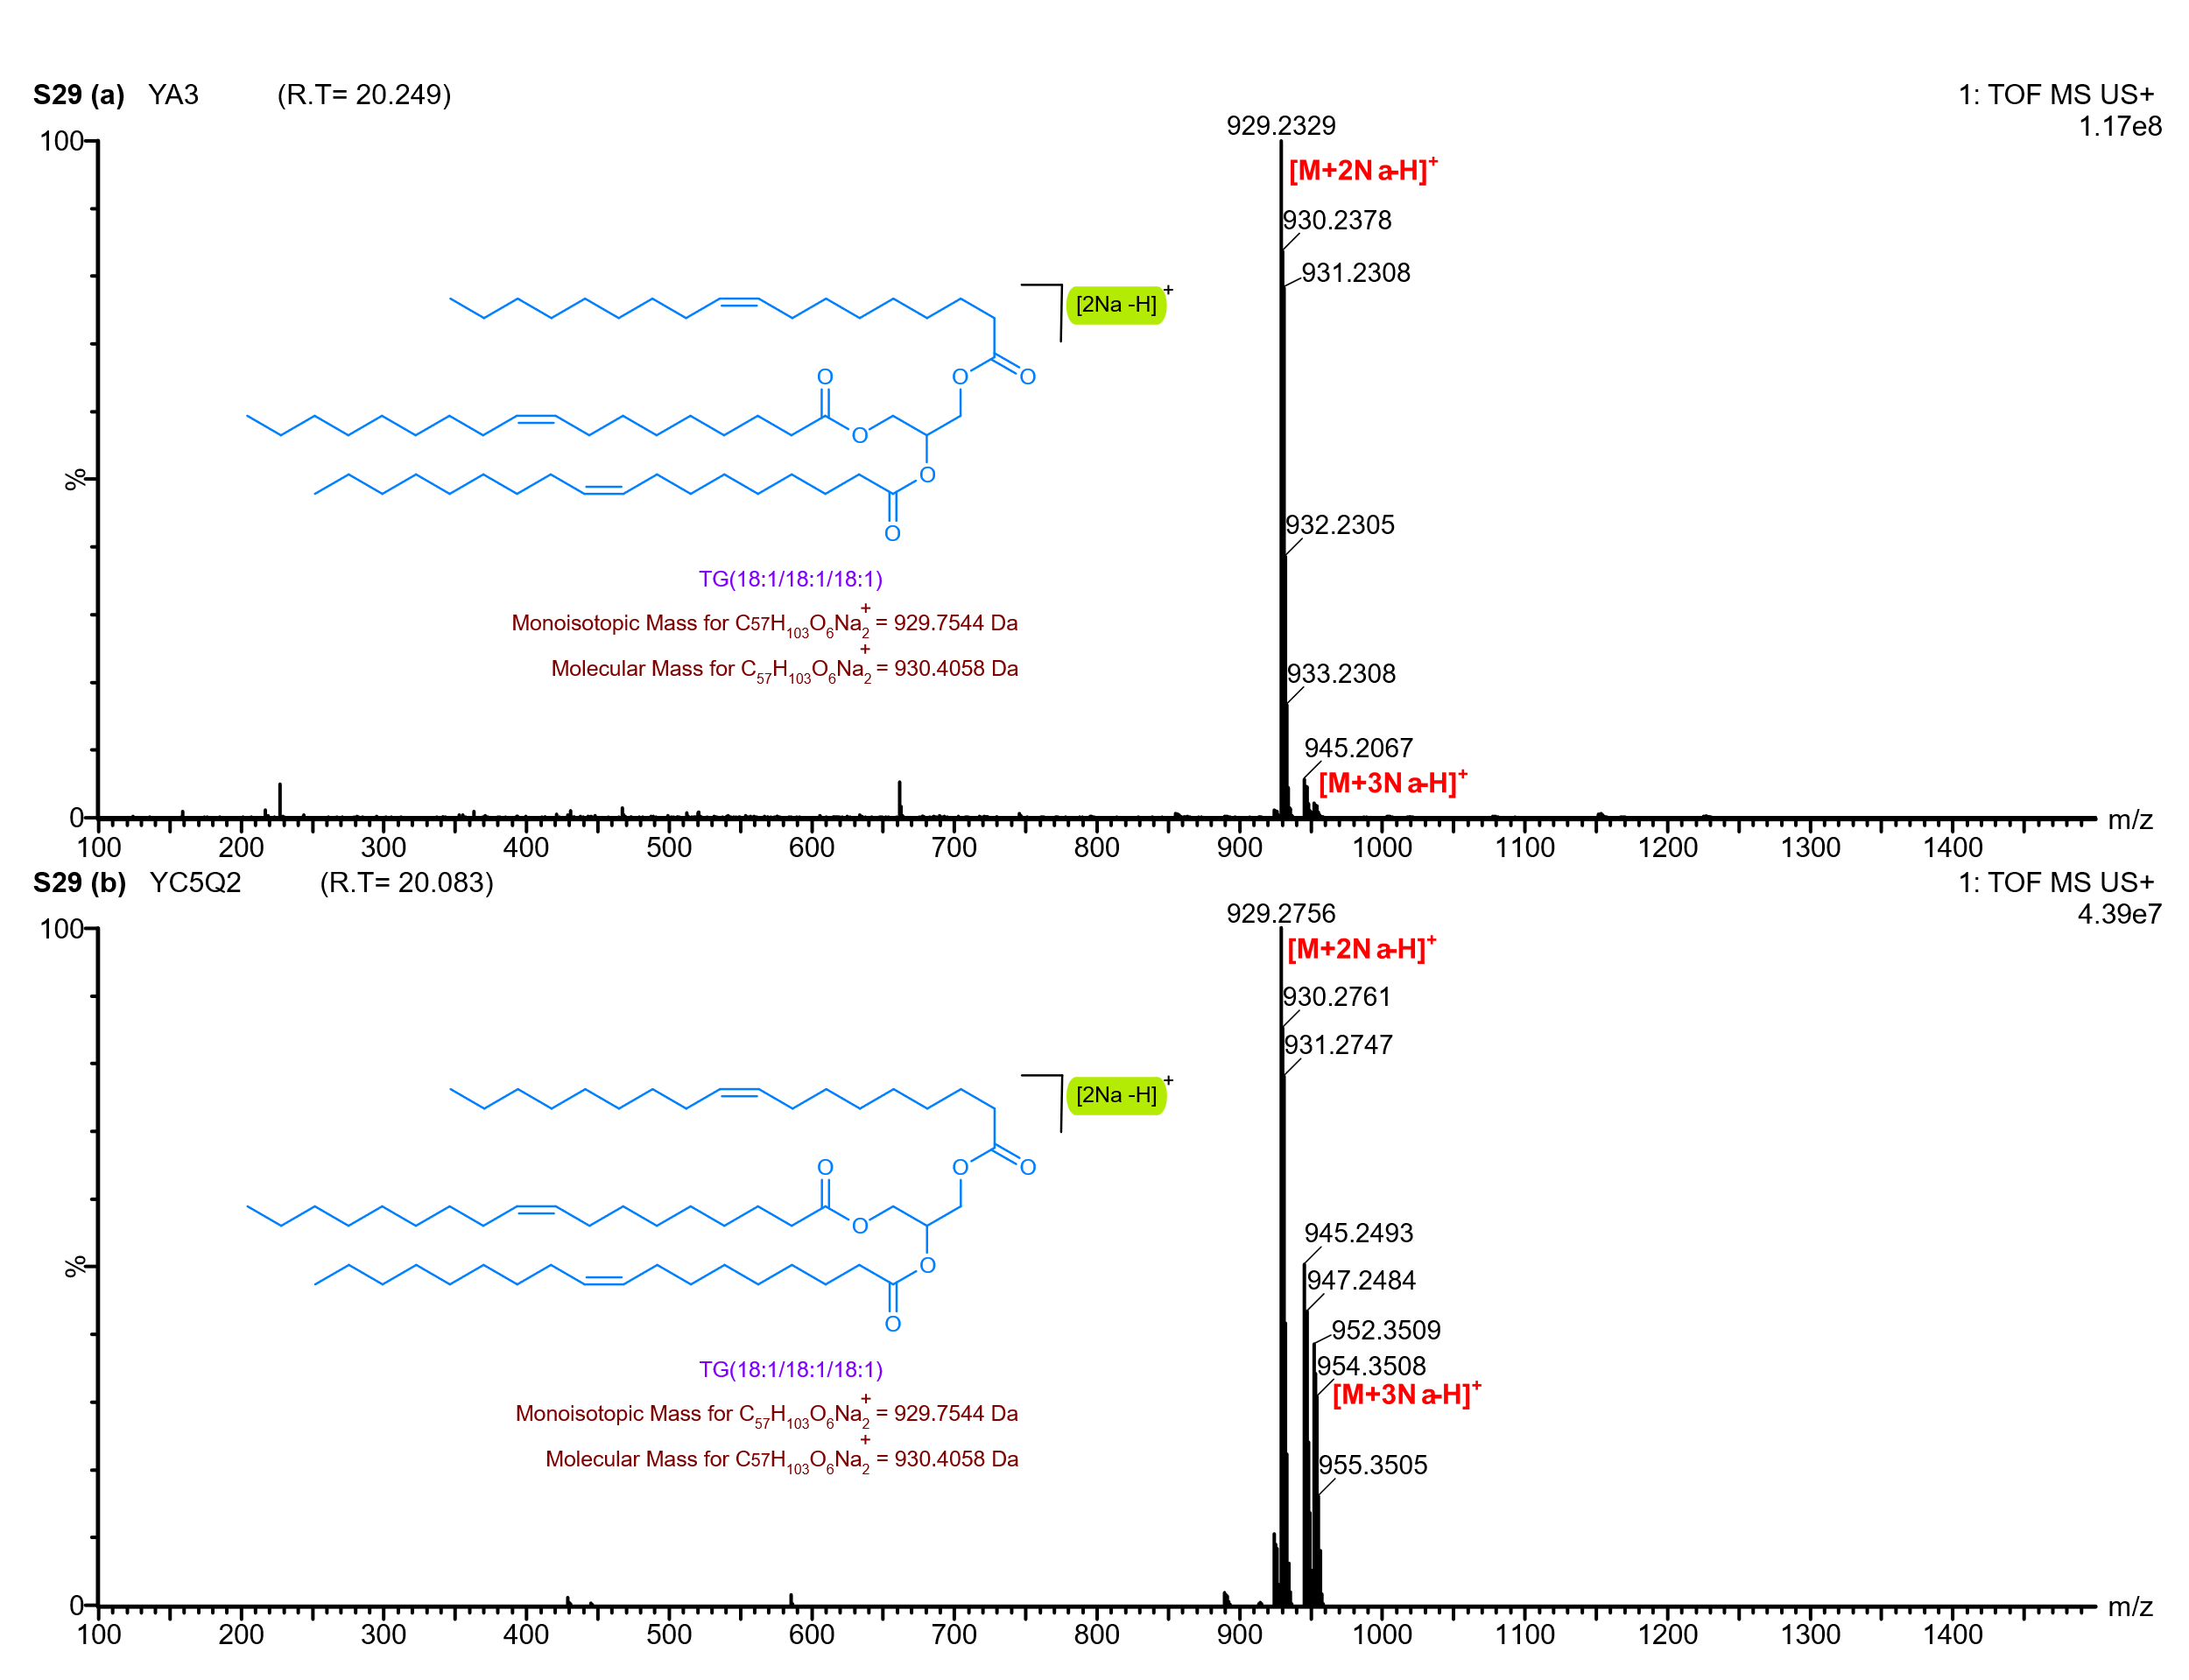 S29 (a) YA3 (R.T= 20.249) 1: TOF MS US+
1.17e8
100
929.2329
[M+2Na-H]+
930.2378
931.2308
[2Na -H]+
O
O O
O
932.2305
%
O
O
TG(18:1/18:1/18:1)
Monoisotopic Mass for C57H103O6Na2+ = 929.7544 Da
Molecular Mass for C57H103O6Na2+ = 930.4058 Da
933.2308
945.2067
[M+3Na-H]+
0 m/z
100 200 300 400 500 600 700 800 900 1000 1100 1200 1300 1400
S29 (b) YC5Q2 (R.T= 20.083) 1: TOF MS US+
4.39e7
100
929.2756
[M+2Na-H]+
930.2761
931.2747
[2Na -H]+
O
O O
O
%
O
O
945.2493
947.2484
952.3509
954.3508
[M+3Na-H]+
955.3505
TG(18:1/18:1/18:1)
Monoisotopic Mass for C57H103O6Na2+ = 929.7544 Da
Molecular Mass for C57H103O6Na2+ = 930.4058 Da
0 m/z
100 200 300 400 500 600 700 800 900 1000 1100 1200 1300 1400